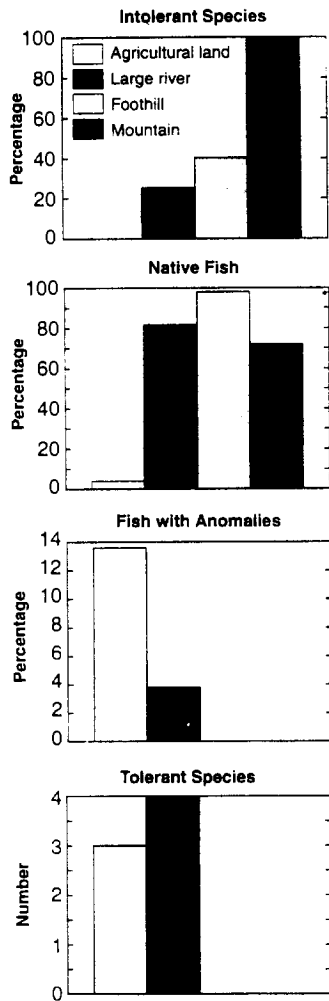 Intolerant Species
100
80
60
40
20
0
Percentage
Agricultural land
Large river
Foothill
Mountain
Native Fish
100
80
60
40
20
0
Percentage
Fish with Anomalies
14
12
10
8
6
4
2
0
Percentage
Tolerant Species
4
3
2
1
0
Number